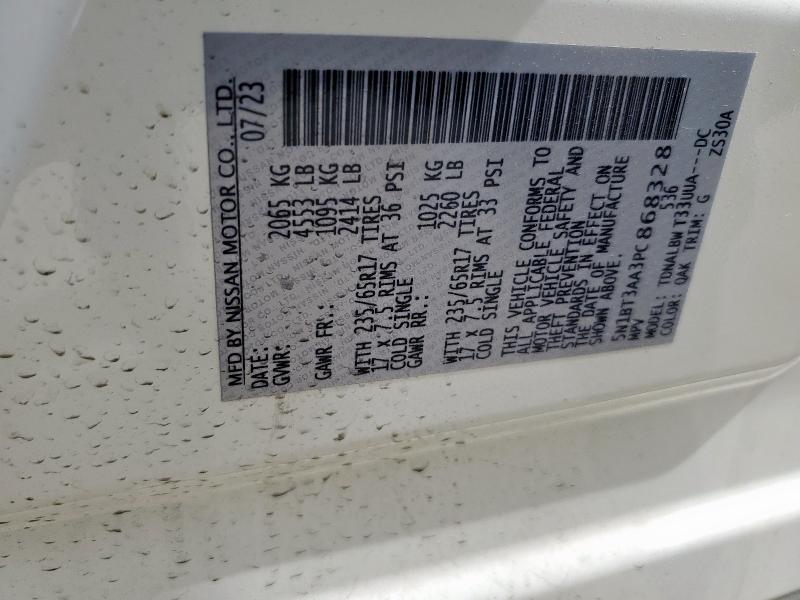 MFD BY NISSAN MOTOR CO., LTD.
DATE: 07/23
GVWR: 2065 KG
4553 LB
GAWR FR.: 1095 KG
2414 LB
WITH 235/65R17 TIRES
17 X 7.5 RIMS AT 36 PSI
COLD SINGLE
GAWR RR.: 1025 KG
2260 LB
WITH 235/65R17 TIRES
17 X 7.5 RIMS AT 33 PSI
COLD SINGLE
THIS VEHICLE CONFORMS TO
ALL APPLICABLE FEDERAL
MOTOR VEHICLE SAFETY AND
THEFT PREVENTION
STANDARDS IN EFFECT ON
THE DATE OF MANUFACTURE
SHOWN ABOVE.
5N1BT3AA3PC868328
MPV 536
MODEL: TDNALBW T33UUA---DC
COLOR: QAK TRIM: G ZS30A